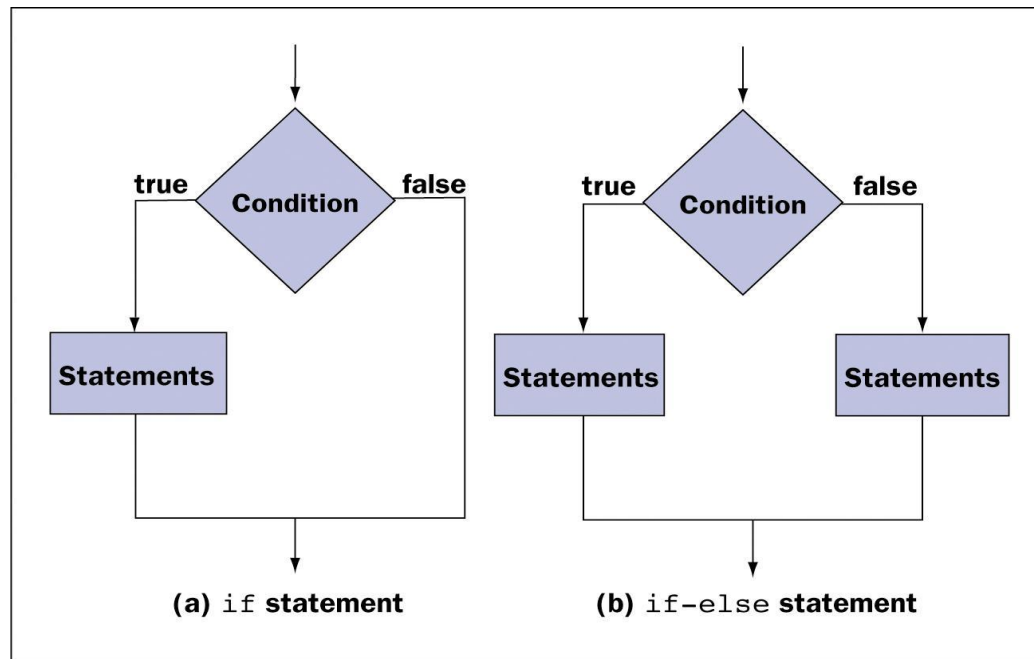 true
false
Condition
Statements
(a) if statement
true
false
Condition
Statements
Statements
(b) if-else statement